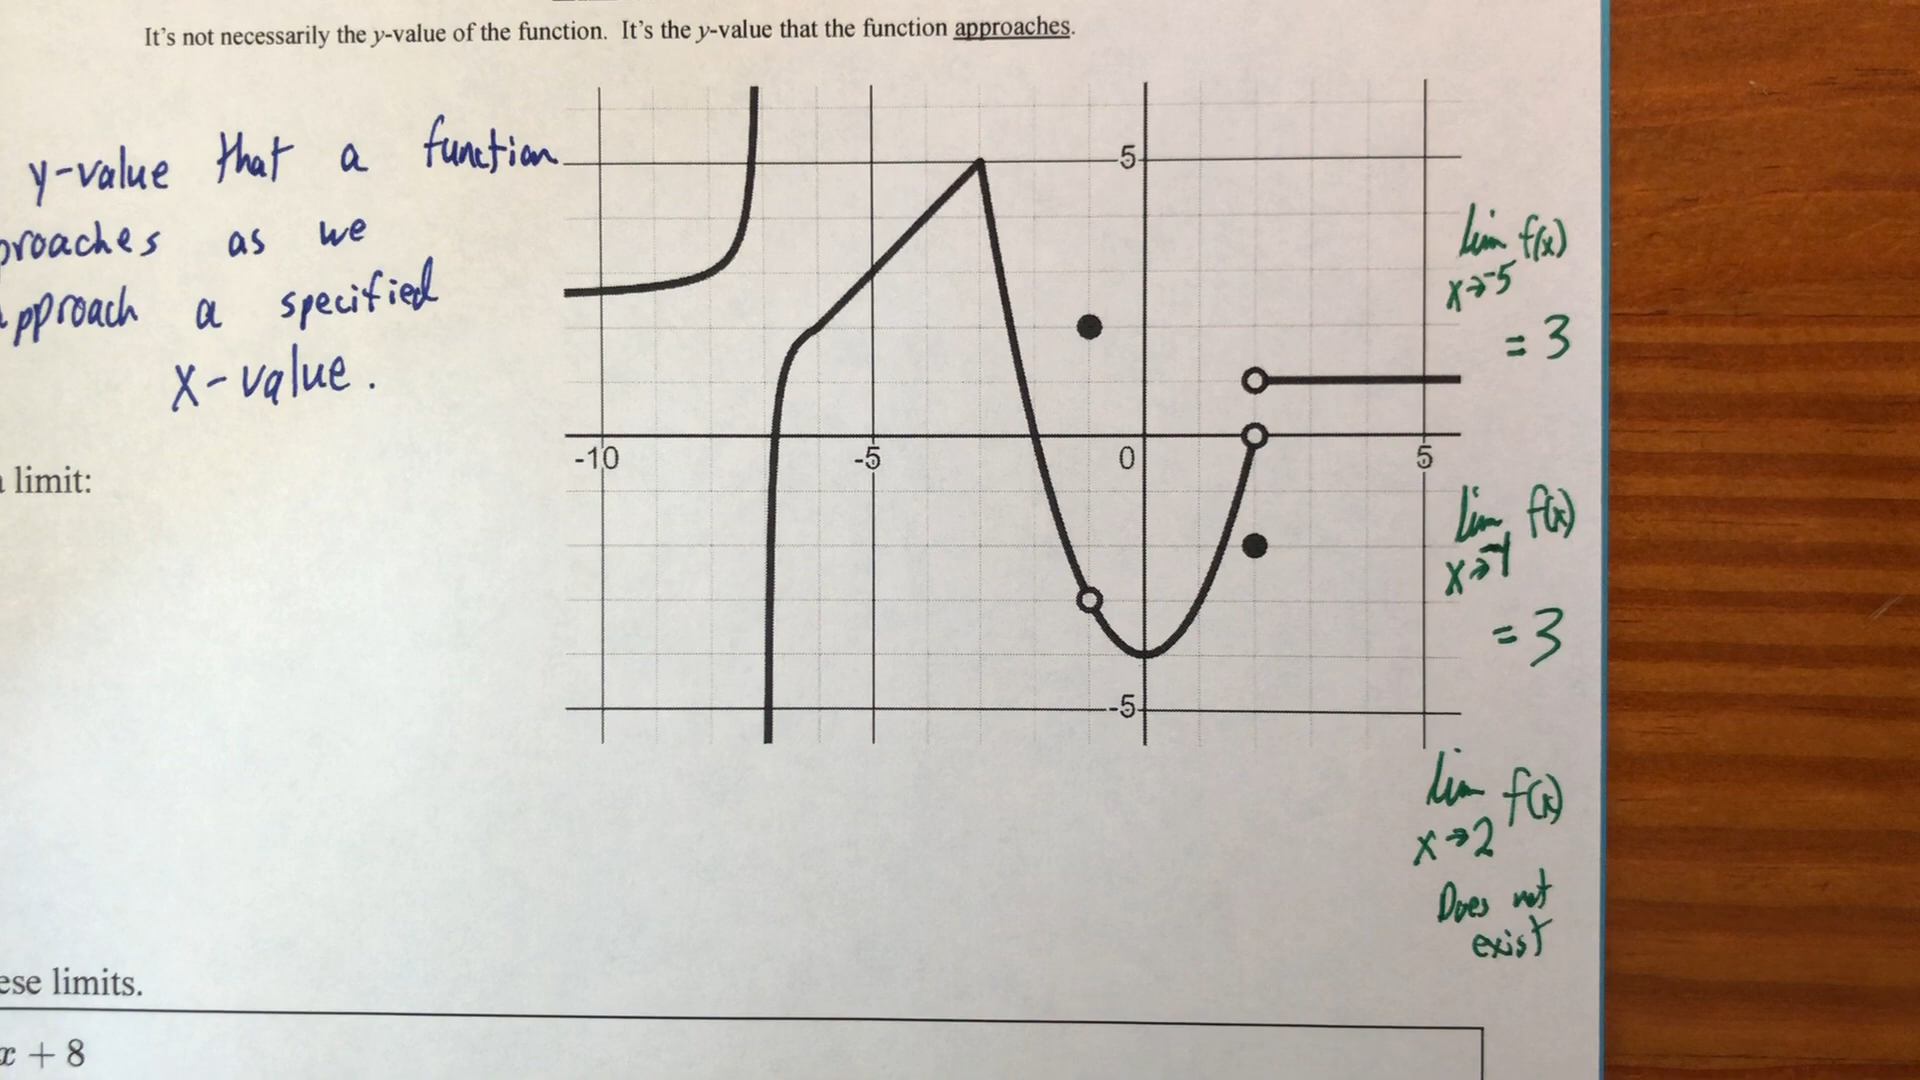 It's not necessarily the y-value of the function. It's the y-value that the function approaches.
y-value that a function
proaches as we
approach a specified
x-value.
5
-10 -5 0 5
-5
lim f(x)
x→-5
= 3
lim f(x)
x→-1
= 3
lim f(x)
x→2
Does not
exist
limit:
ese limits.
x + 8